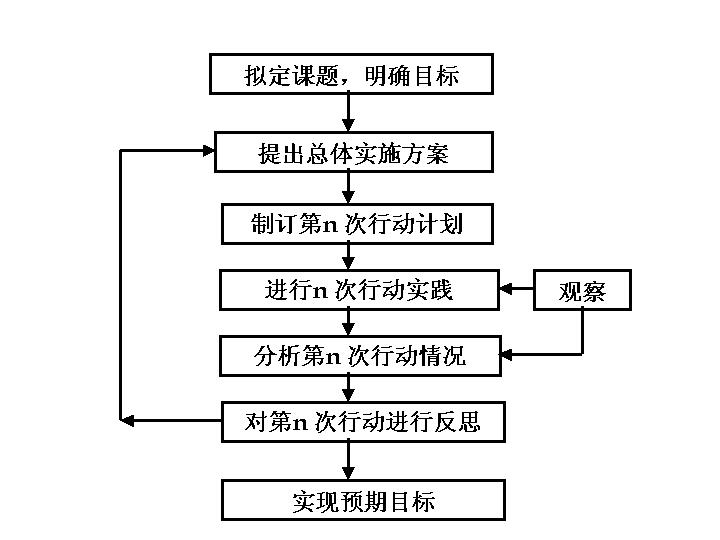 拟定课题，明确目标
提出总体实施方案
制订第n 次行动计划
进行n 次行动实践
观察
分析第n 次行动情况
对第n 次行动进行反思
实现预期目标